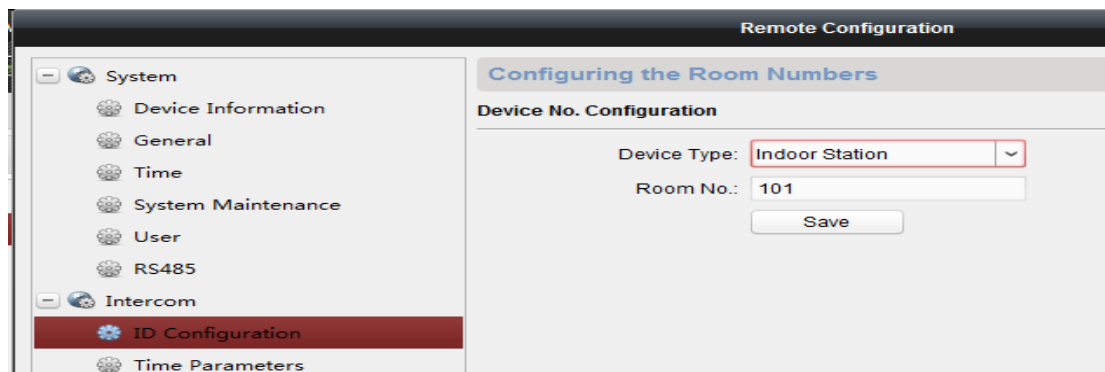 Remote Configuration
System
Device Information
General
Time
System Maintenance
User
RS485
Intercom
ID Configuration
Time Parameters
Configuring the Room Numbers
Device No. Configuration
Device Type: Indoor Station
Room No.: 101
Save